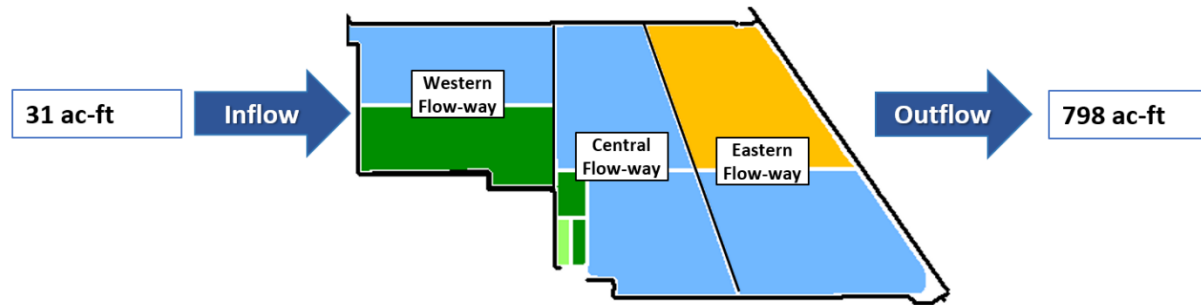 31 ac-ft
Inflow
Western
Flow-way
Central
Flow-way
Eastern
Flow-way
Outflow
798 ac-ft